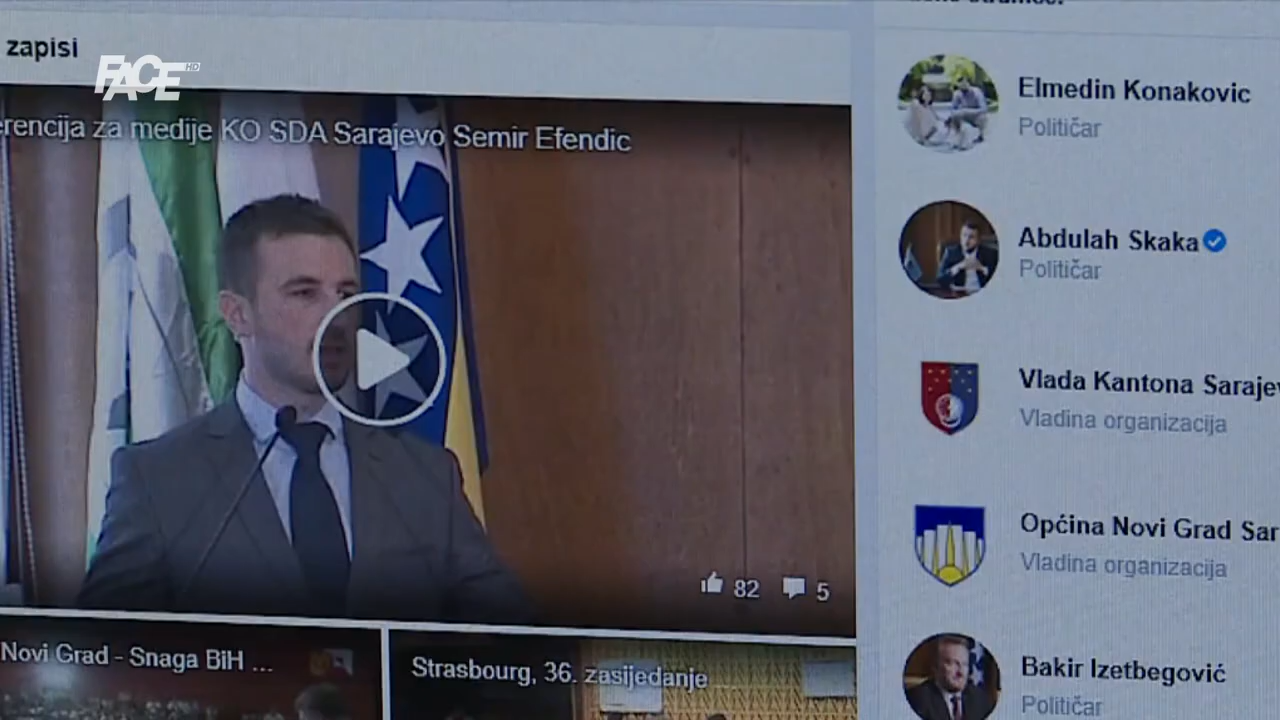 zapisi
FACE HD
rencija za medije KO SDA Sarajevo Semir Efendic
82 5
Novi Grad - Snaga BiH ...
Strasbourg, 36. zasijedanje
Elmedin Konakovic
Političar
Abdulah Skaka
Političar
Vlada Kantona Sarajev
Vladina organizacija
Općina Novi Grad Sar
Vladina organizacija
Bakir Izetbegović
Političar